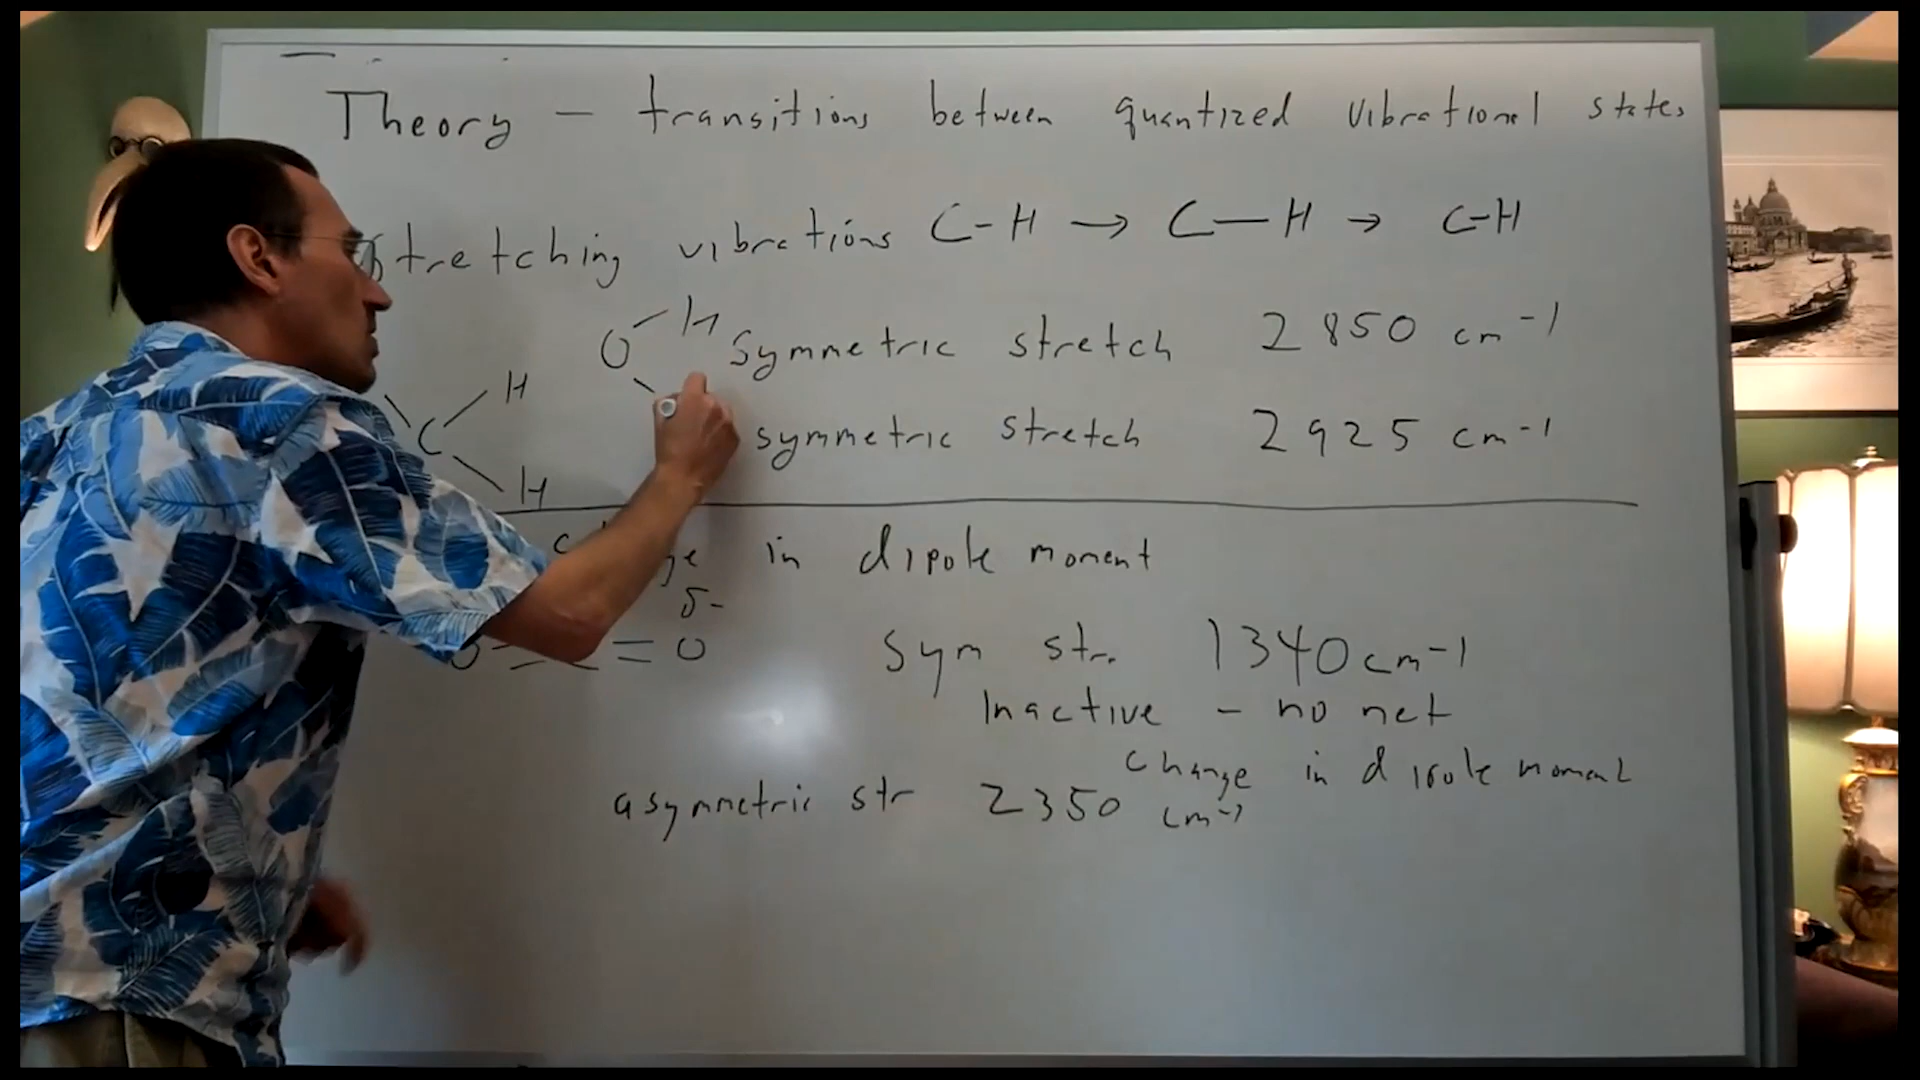 Theory – transitions between quantized vibrational states
Stretching vibrations C-H → C—H → C-H
O H
Symmetric stretch 2850 cm⁻¹
C H H
symmetric stretch 2925 cm⁻¹
in dipole moment
δ-
=O
Sym str. 1340 cm⁻¹
Inactive – no net
change in dipole moment
asymmetric str 2350 cm⁻¹